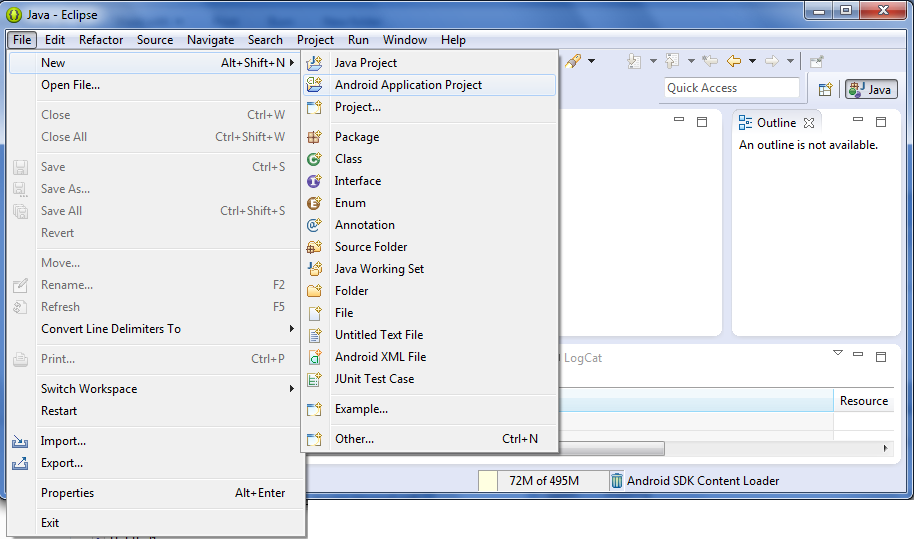 Java - Eclipse
File Edit Refactor Source Navigate Search Project Run Window Help
New Alt+Shift+N
Open File...
Close Ctrl+W
Close All Ctrl+Shift+W
Save Ctrl+S
Save As...
Save All Ctrl+Shift+S
Revert
Move...
Rename... F2
Refresh F5
Convert Line Delimiters To
Print... Ctrl+P
Switch Workspace
Restart
Import...
Export...
Properties Alt+Enter
Exit
Java Project
Android Application Project
Project...
Package
Class
Interface
Enum
Annotation
Source Folder
Java Working Set
Folder
File
Untitled Text File
Android XML File
JUnit Test Case
Example...
Other... Ctrl+N
Quick Access
Java
Outline
An outline is not available.
LogCat
Resource
72M of 495M
Android SDK Content Loader